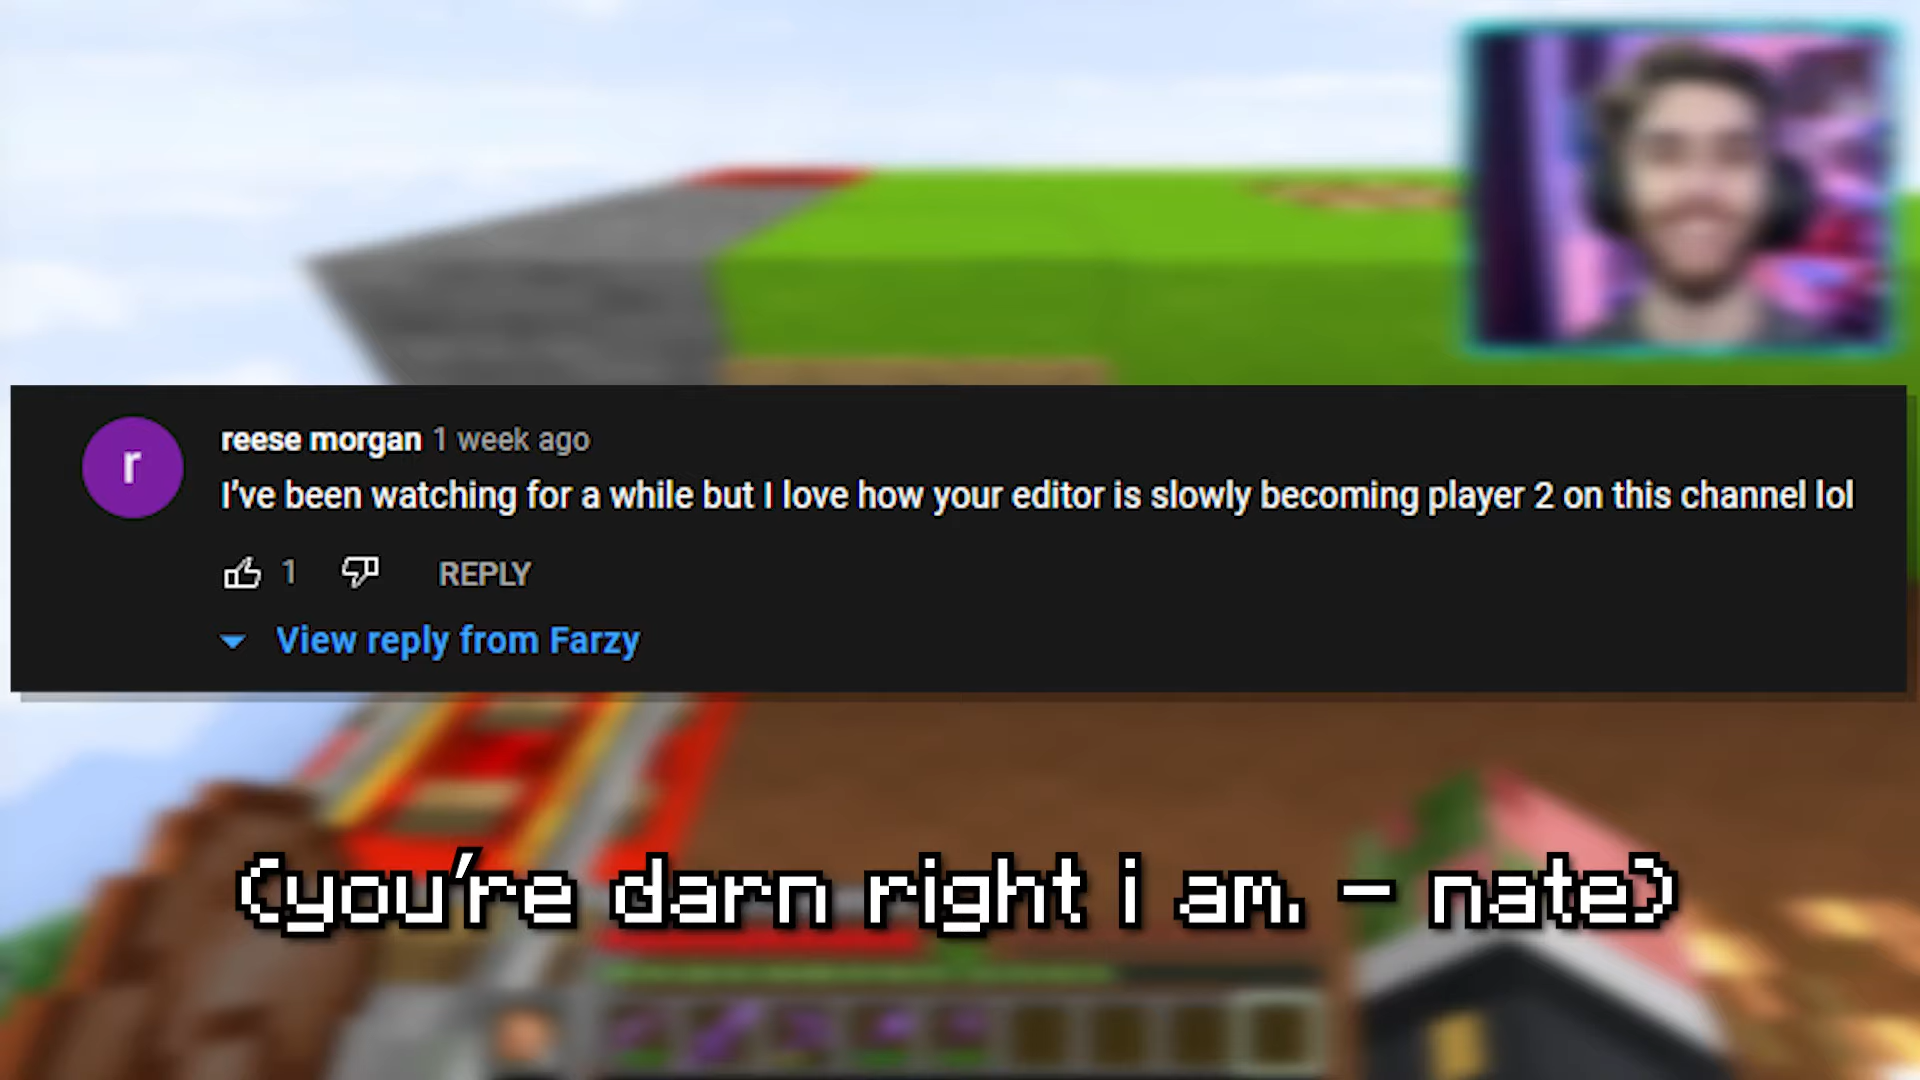 r
reese morgan 1 week ago
I've been watching for a while but I love how your editor is slowly becoming player 2 on this channel lol
1 REPLY
View reply from Farzy
(you're darn right i am. - nate)